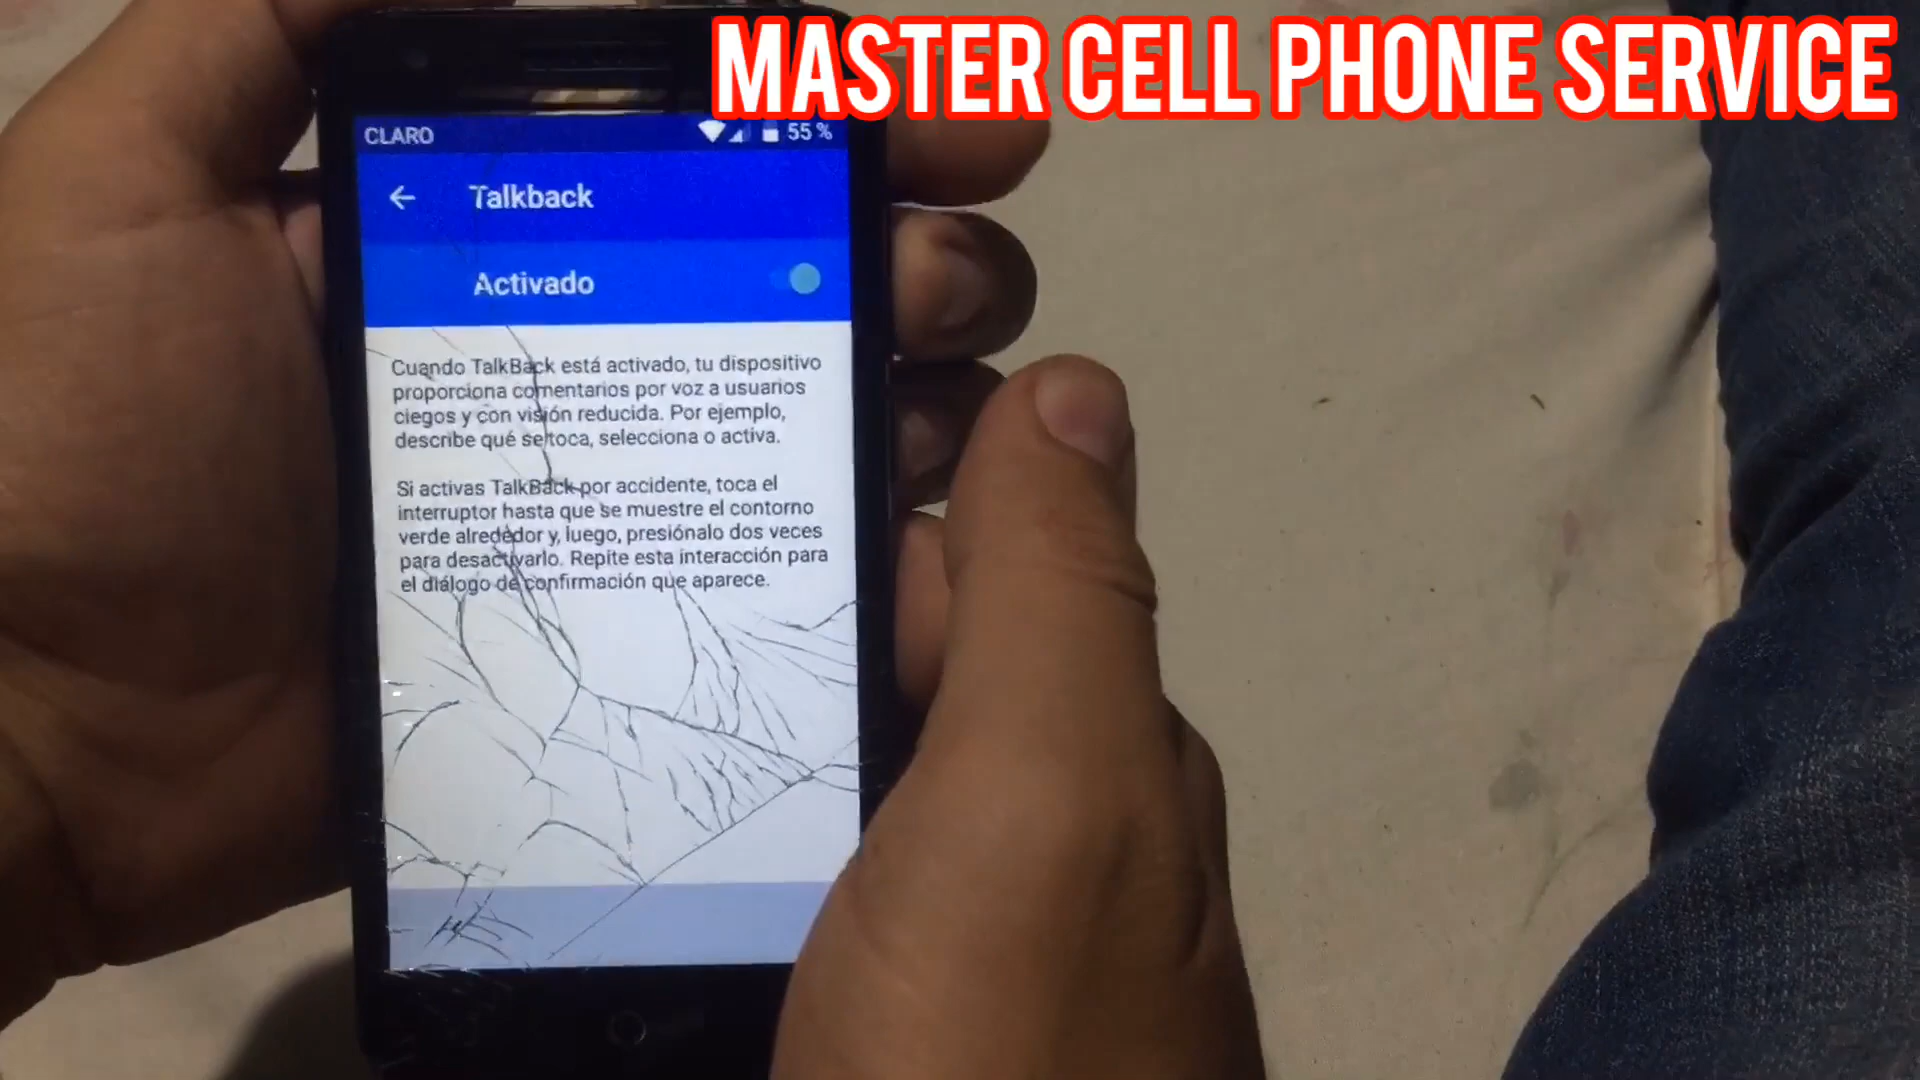 MASTER CELL PHONE SERVICE
CLARO 55 %
Talkback
Activado
Cuando TalkBack está activado, tu dispositivo
proporciona comentarios por voz a usuarios
ciegos y con visión reducida. Por ejemplo,
describe qué se toca, selecciona o activa.
Si activas TalkBack por accidente, toca el
interruptor hasta que se muestre el contorno
verde alrededor y, luego, presiónalo dos veces
para desactivarlo. Repite esta interacción para
el diálogo de confirmación que aparece.